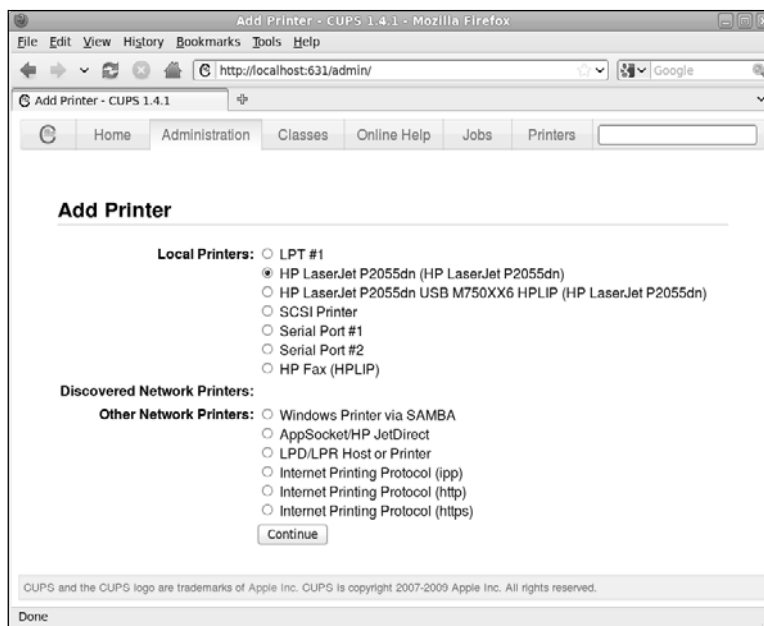 Add Printer - CUPS 1.4.1 - Mozilla Firefox
File Edit View History Bookmarks Tools Help
http://localhost:631/admin/
Google
Add Printer - CUPS 1.4.1
Home Administration Classes Online Help Jobs Printers
Add Printer
Local Printers: LPT #1
HP LaserJet P2055dn (HP LaserJet P2055dn)
HP LaserJet P2055dn USB M750XX6 HPLIP (HP LaserJet P2055dn)
SCSI Printer
Serial Port #1
Serial Port #2
HP Fax (HPLIP)
Discovered Network Printers:
Other Network Printers: Windows Printer via SAMBA
AppSocket/HP JetDirect
LPD/LPR Host or Printer
Internet Printing Protocol (ipp)
Internet Printing Protocol (http)
Internet Printing Protocol (https)
Continue
CUPS and the CUPS logo are trademarks of Apple Inc. CUPS is copyright 2007-2009 Apple Inc. All rights reserved.
Done